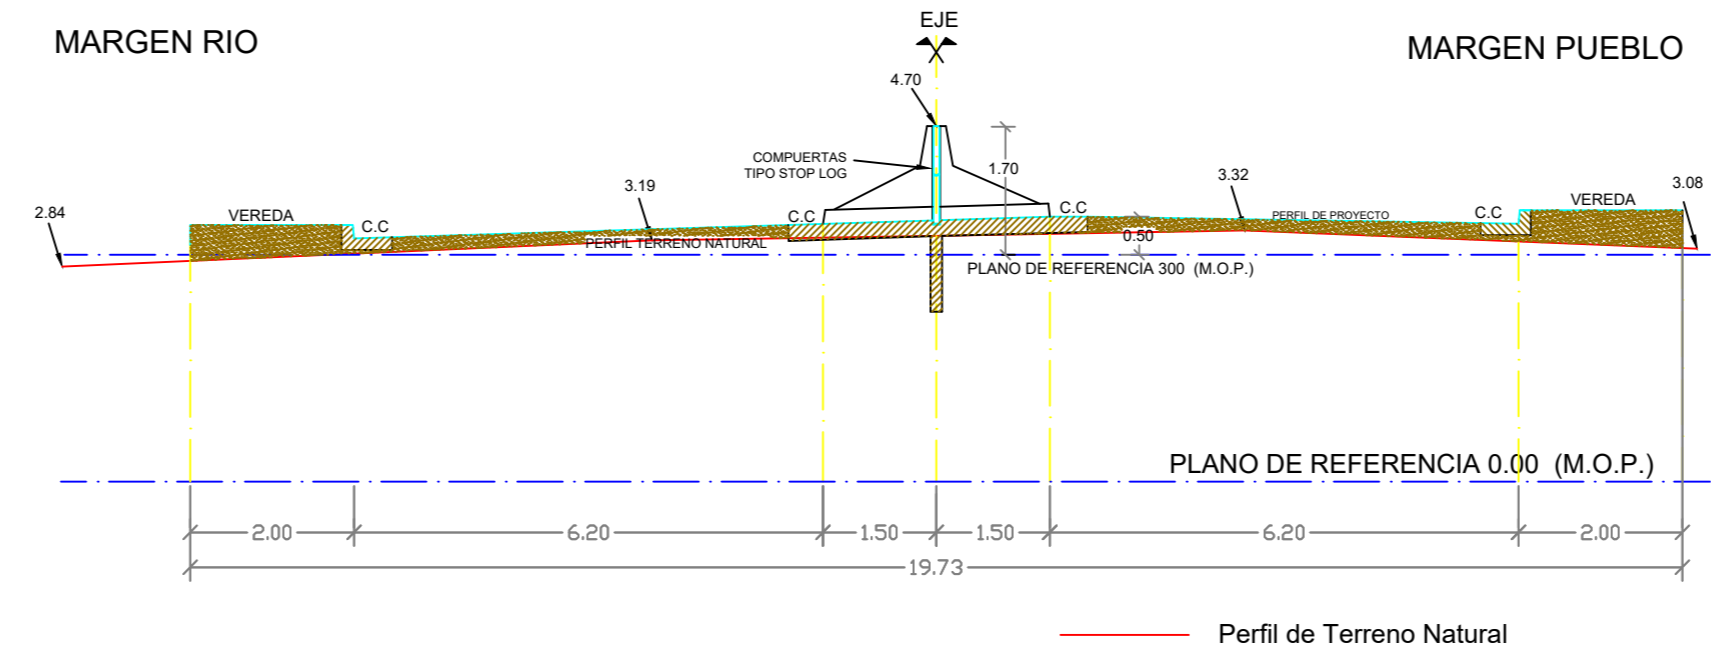 EJE
MARGEN RIO
MARGEN PUEBLO
4.70
COMPUERTAS
TIPO STOP LOG
1.70
3.19
3.32
3.08
2.84
VEREDA
C.C
C.C
C.C
C.C
VEREDA
PERFIL DE PROYECTO
PERFIL TERRENO NATURAL
0.50
PLANO DE REFERENCIA 300 (M.O.P.)
PLANO DE REFERENCIA 0.00 (M.O.P.)
2.00
6.20
1.50
1.50
6.20
2.00
19.73
Perfil de Terreno Natural